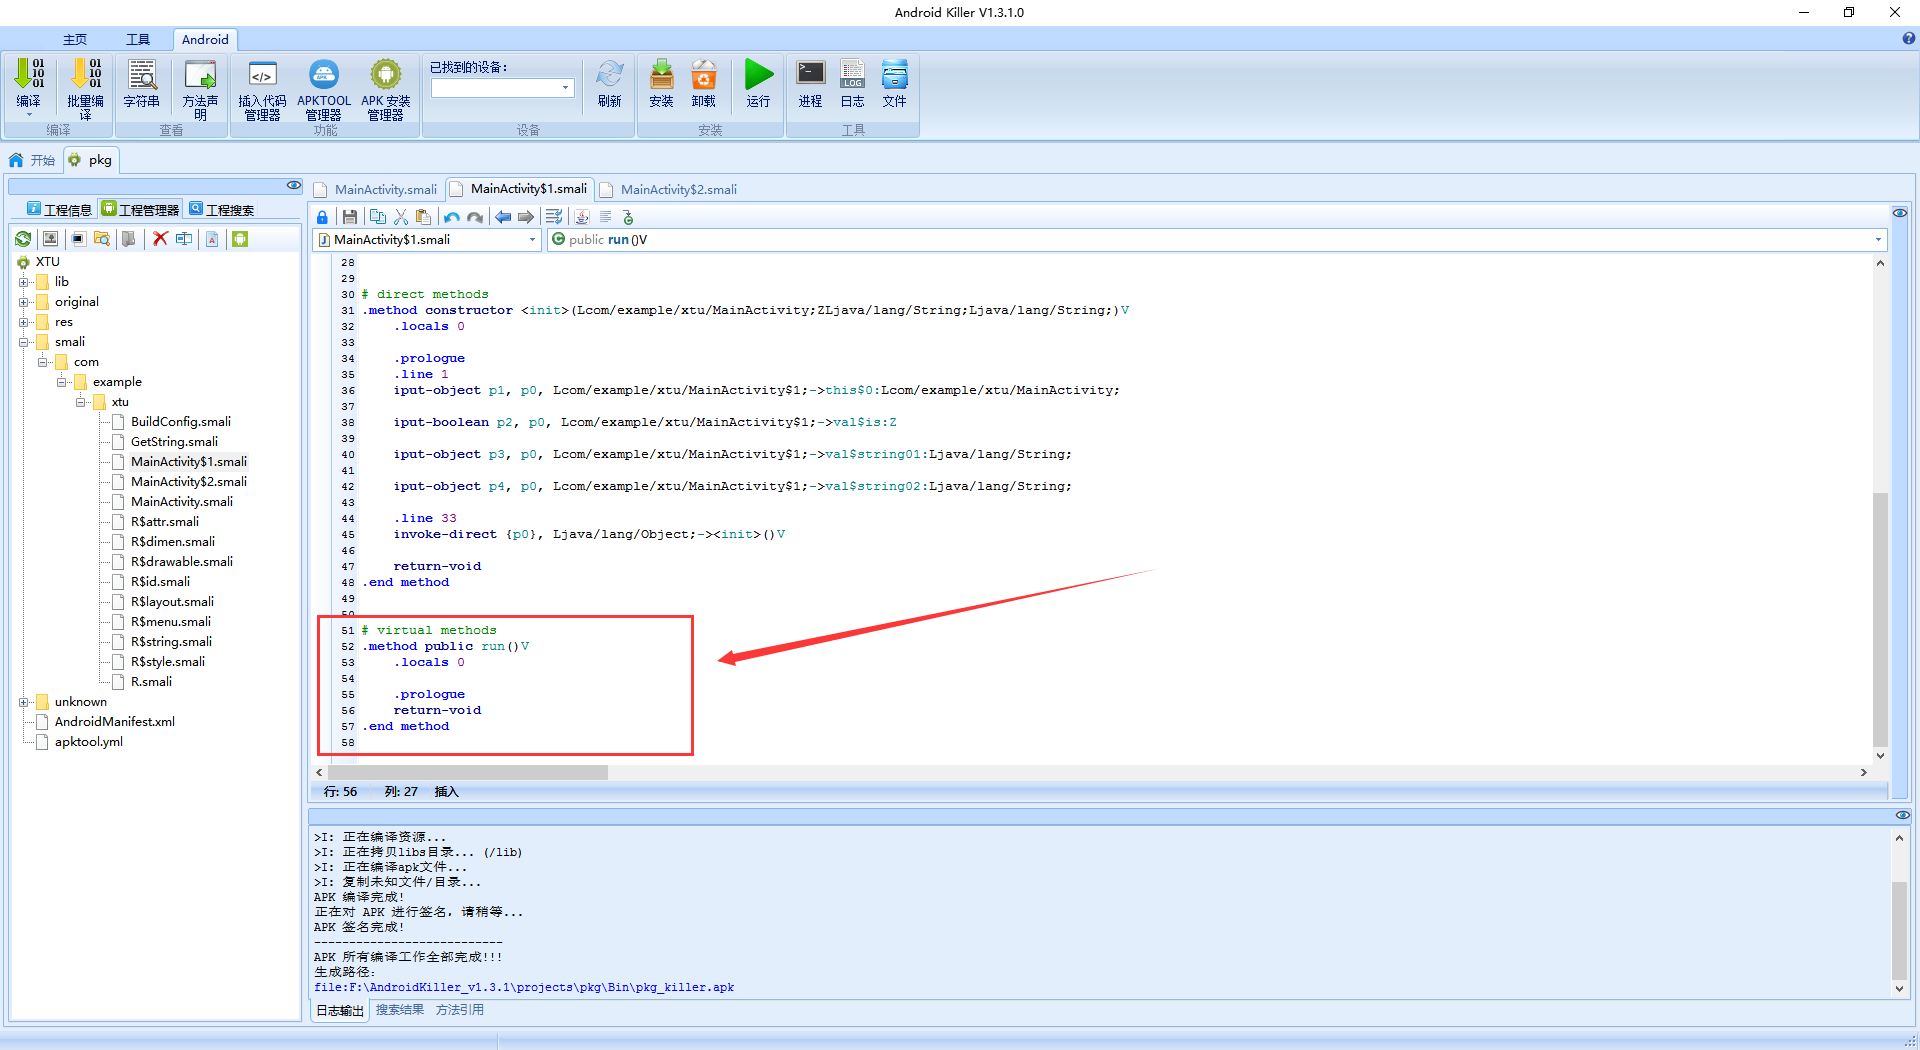 Android Killer V1.3.1.0
主页 工具 Android
编译
批量编译
编译
字符串
方法声明
查看
插入代码管理器
APKTOOL 管理器
APK 安装管理器
功能
已找到的设备：
刷新
设备
安装
卸载
运行
安装
进程
日志
文件
工具
开始 pkg
工程信息 工程管理器 工程搜索
XTU
lib
original
res
smali
com
example
xtu
BuildConfig.smali
GetString.smali
MainActivity$1.smali
MainActivity$2.smali
MainActivity.smali
R$attr.smali
R$dimen.smali
R$drawable.smali
R$id.smali
R$layout.smali
R$menu.smali
R$string.smali
R$style.smali
R.smali
unknown
AndroidManifest.xml
apktool.yml
MainActivity.smali MainActivity$1.smali MainActivity$2.smali
MainActivity$1.smali public run()V
28
29
30 # direct methods
31 .method constructor <init>(Lcom/example/xtu/MainActivity;ZLjava/lang/String;Ljava/lang/String;)V
32 .locals 0
33
34 .prologue
35 .line 1
36 iput-object p1, p0, Lcom/example/xtu/MainActivity$1;->this$0:Lcom/example/xtu/MainActivity;
37
38 iput-boolean p2, p0, Lcom/example/xtu/MainActivity$1;->val$is:Z
39
40 iput-object p3, p0, Lcom/example/xtu/MainActivity$1;->val$string01:Ljava/lang/String;
41
42 iput-object p4, p0, Lcom/example/xtu/MainActivity$1;->val$string02:Ljava/lang/String;
43
44 .line 33
45 invoke-direct {p0}, Ljava/lang/Object;-><init>()V
46
47 return-void
48 .end method
49
50
51 # virtual methods
52 .method public run()V
53 .locals 0
54
55 .prologue
56 return-void
57 .end method
58
行: 56 列: 27 插入
>I: 正在编译资源...
>I: 正在拷贝libs目录... (/lib)
>I: 正在编译apk文件...
>I: 复制未知文件/目录...
APK 编译完成!
正在对 APK 进行签名, 请稍等...
APK 签名完成!
---------------------------
APK 所有编译工作全部完成!!!
生成路径:
file:F:\AndroidKiller_v1.3.1\projects\pkg\Bin\pkg_killer.apk
日志输出 搜索结果 方法引用